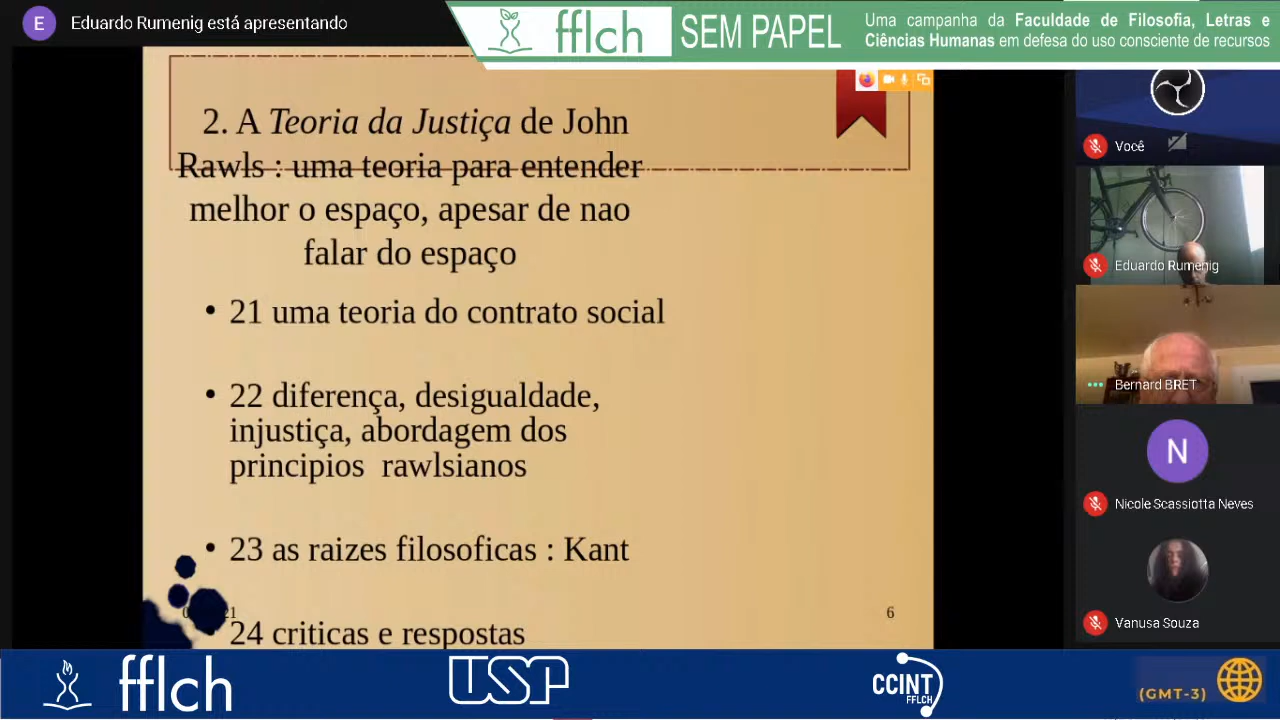 E
Eduardo Rumenig está apresentando
fflch
SEM PAPEL
Uma campanha da Faculdade de Filosofia, Letras e
Ciências Humanas em defesa do uso consciente de recursos
2. A Teoria da Justiça de John
Rawls : uma teoria para entender
melhor o espaço, apesar de nao
falar do espaço
• 21 uma teoria do contrato social
• 22 diferença, desigualdade,
injustiça, abordagem dos
principios rawlsianos
• 23 as raizes filosoficas : Kant
24 criticas e respostas
6
Você
Eduardo Rumenig
Bernard BRET
N
Nicole Scassiotta Neves
Vanusa Souza
fflch
USP
CCINT
FFLCH
(GMT-3)